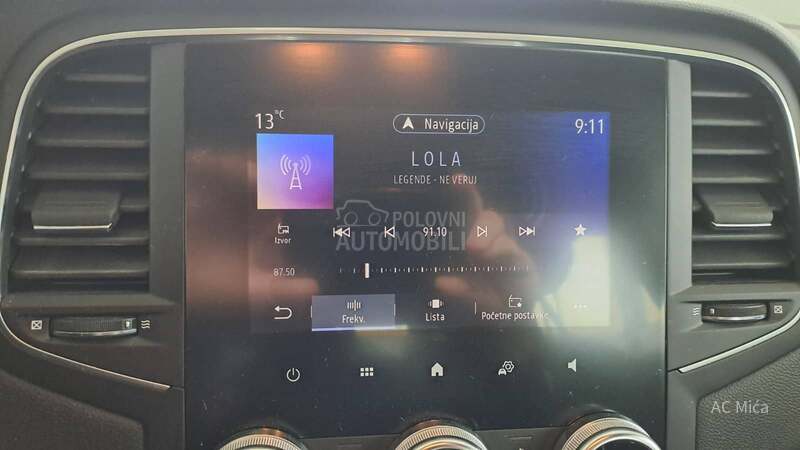 13 °C
Navigacija
9:11
LOLA
LEGENDE - NE VERUJ
POLOVNI
AUTOMOBILI
Izvor
91.10
87.50
Frekv.
Lista
Početne postavke
AC Mića